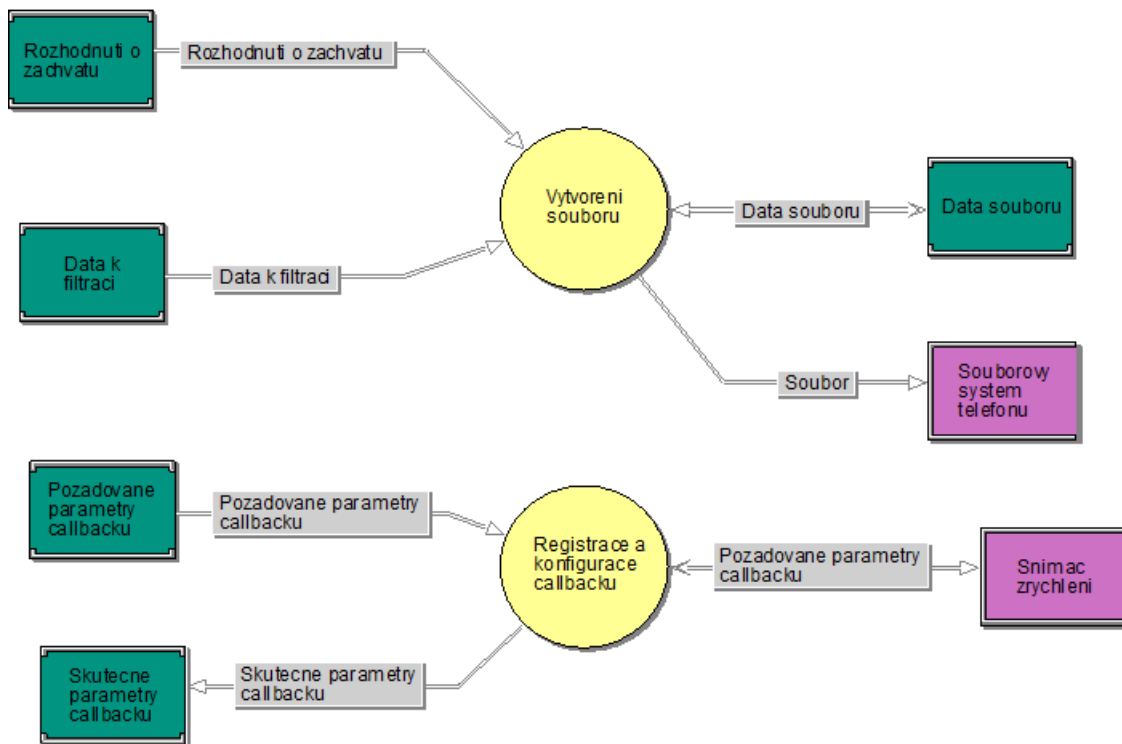 Rozhodnuti o
zachvatu
Rozhodnuti o zachvatu
Vytvoreni
souboru
Data souboru
Data souboru
Data k
filtraci
Data k filtraci
Soubor
Souborovy
system
telefonu
Pozadovane
parametry
callbacku
Pozadovane parametry
callbacku
Registrace a
konfigurace
callbacku
Pozadovane parametry
callbacku
Snimac
zrychleni
Skutecne
parametry
callbacku
Skutecne parametry
callbacku